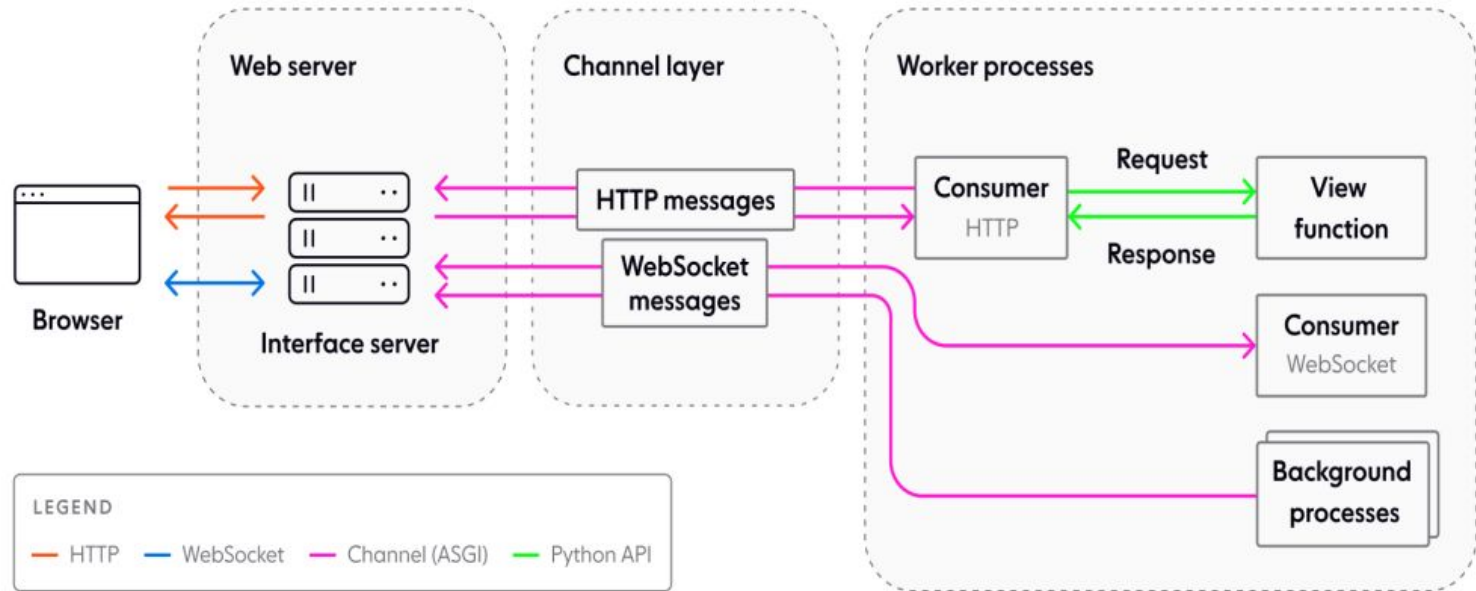 Web server
Channel layer
Worker processes
Browser
Interface server
HTTP messages
WebSocket
messages
Consumer
HTTP
Request
Response
View
function
Consumer
WebSocket
Background
processes
LEGEND
HTTP
WebSocket
Channel (ASGI)
Python API